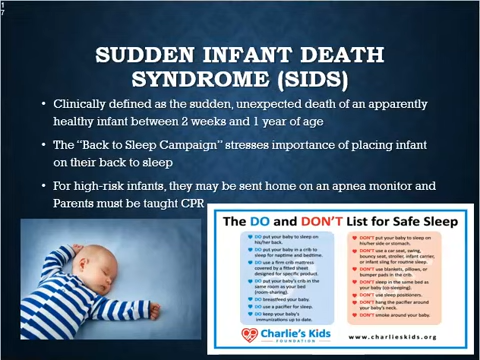 17
SUDDEN INFANT DEATH
SYNDROME (SIDS)
• Clinically defined as the sudden, unexpected death of an apparently
healthy infant between 2 weeks and 1 year of age
• The “Back to Sleep Campaign” stresses importance of placing infant
on their back to sleep
• For high-risk infants, they may be sent home on an apnea monitor and
Parents must be taught CPR
The DO and DON'T List for Safe Sleep
DO put your baby to sleep on
his/her back.
DO put your baby in a crib to
sleep for naptime and bedtime.
DO use a firm crib matress
covered by a fitted sheet
designed for specific product.
DO put your baby's crib in the
same room as your bed
(room-sharing).
DO breastfeed your baby.
DO use a pacifier for sleep.
DO keep your baby's
immunizations up to date.
DON'T put your baby to sleep on
his/her side or stomach.
DON'T use a car seat, swing,
bouncy seat, stroller, infant carrier,
or infant sling for routine sleep.
DON'T use blankets, pillows, or
bumper pads in the crib.
DON'T sleep in the same bed as
your baby (co-sleeping).
DON'T use sleep positioners.
DON'T hang the pacifier around
your baby's neck.
DON'T smoke around your baby.
Charlie's Kids
FOUNDATION
www.charlieskids.org